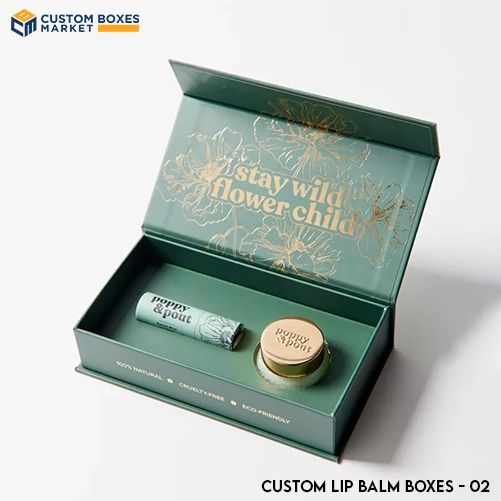 CUSTOM BOXES
MARKET
stay wild
flower child
poppy
&pout
poppy
&pout
100% NATURAL
CRUELTY-FREE
ECO-FRIENDLY
CUSTOM LIP BALM BOXES - 02